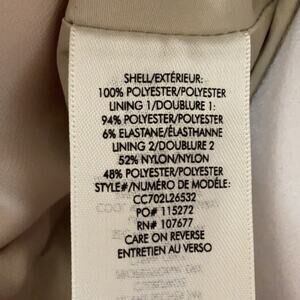 SHELL/EXTÉRIEUR:
100% POLYESTER/POLYESTER
LINING 1/DOUBLURE 1:
94% POLYESTER/POLYESTER
6% ELASTANE/ÉLASTHANNE
LINING 2/DOUBLURE 2
52% NYLON/NYLON
48% POLYESTER/POLYESTER
STYLE#/NUMÉRO DE MODÈLE:
CC702L26532
PO# 115272
RN# 107677
CARE ON REVERSE
ENTRETIEN AU VERSO